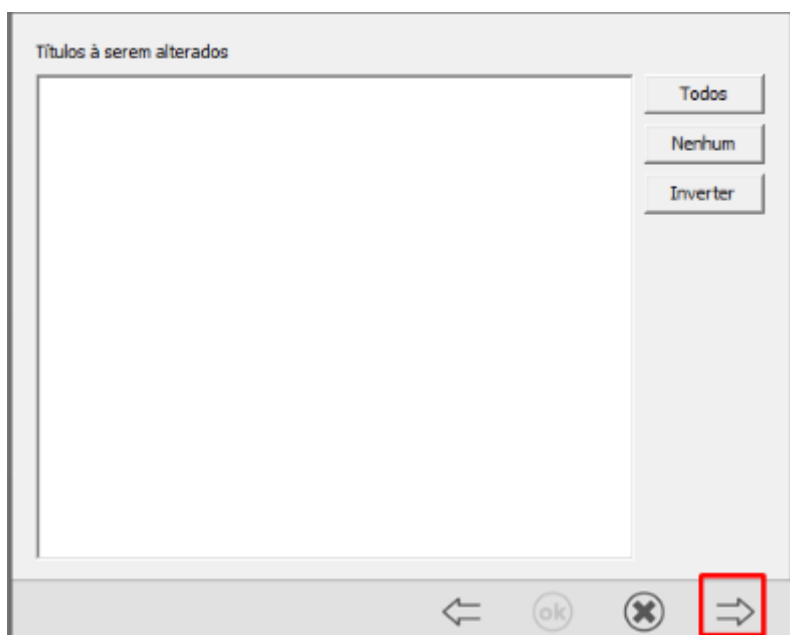 Títulos à serem alterados
Todos
Nenhum
Inverter
ok